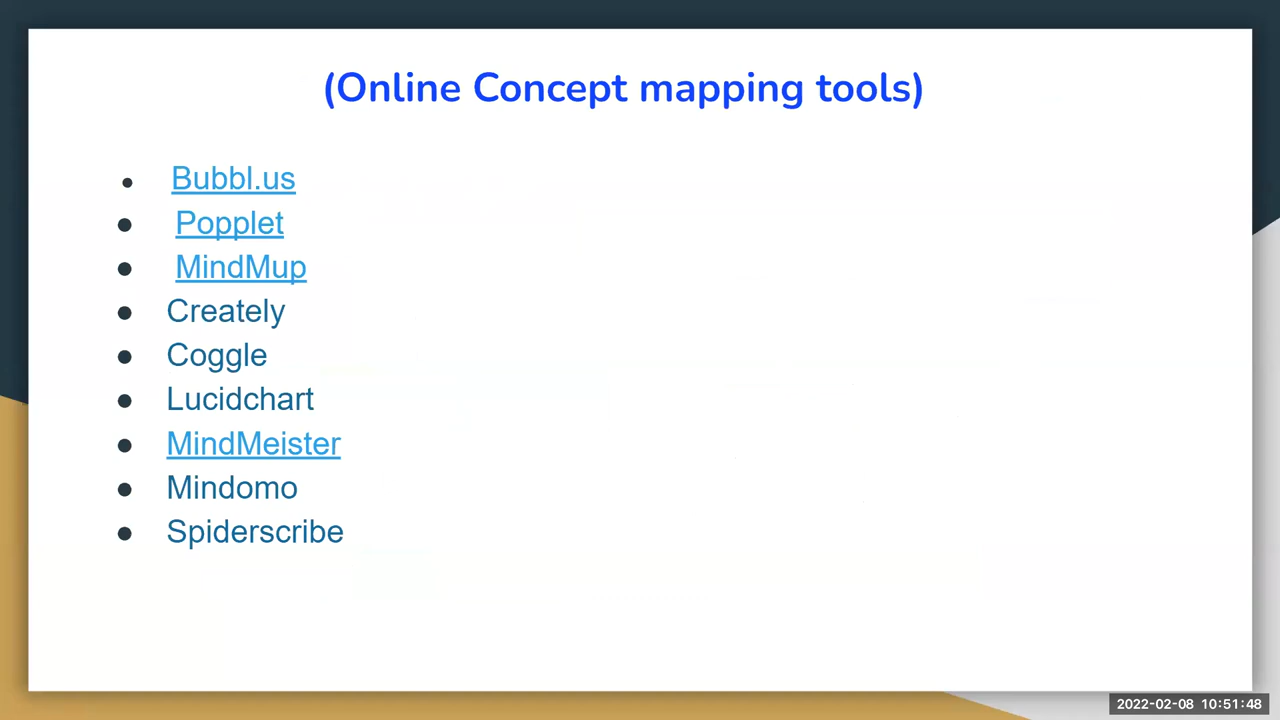 (Online Concept mapping tools)
● Bubbl.us
● Popplet
● MindMup
● Creately
● Coggle
● Lucidchart
● MindMeister
● Mindomo
● Spiderscribe
2022-02-08 10:51:48